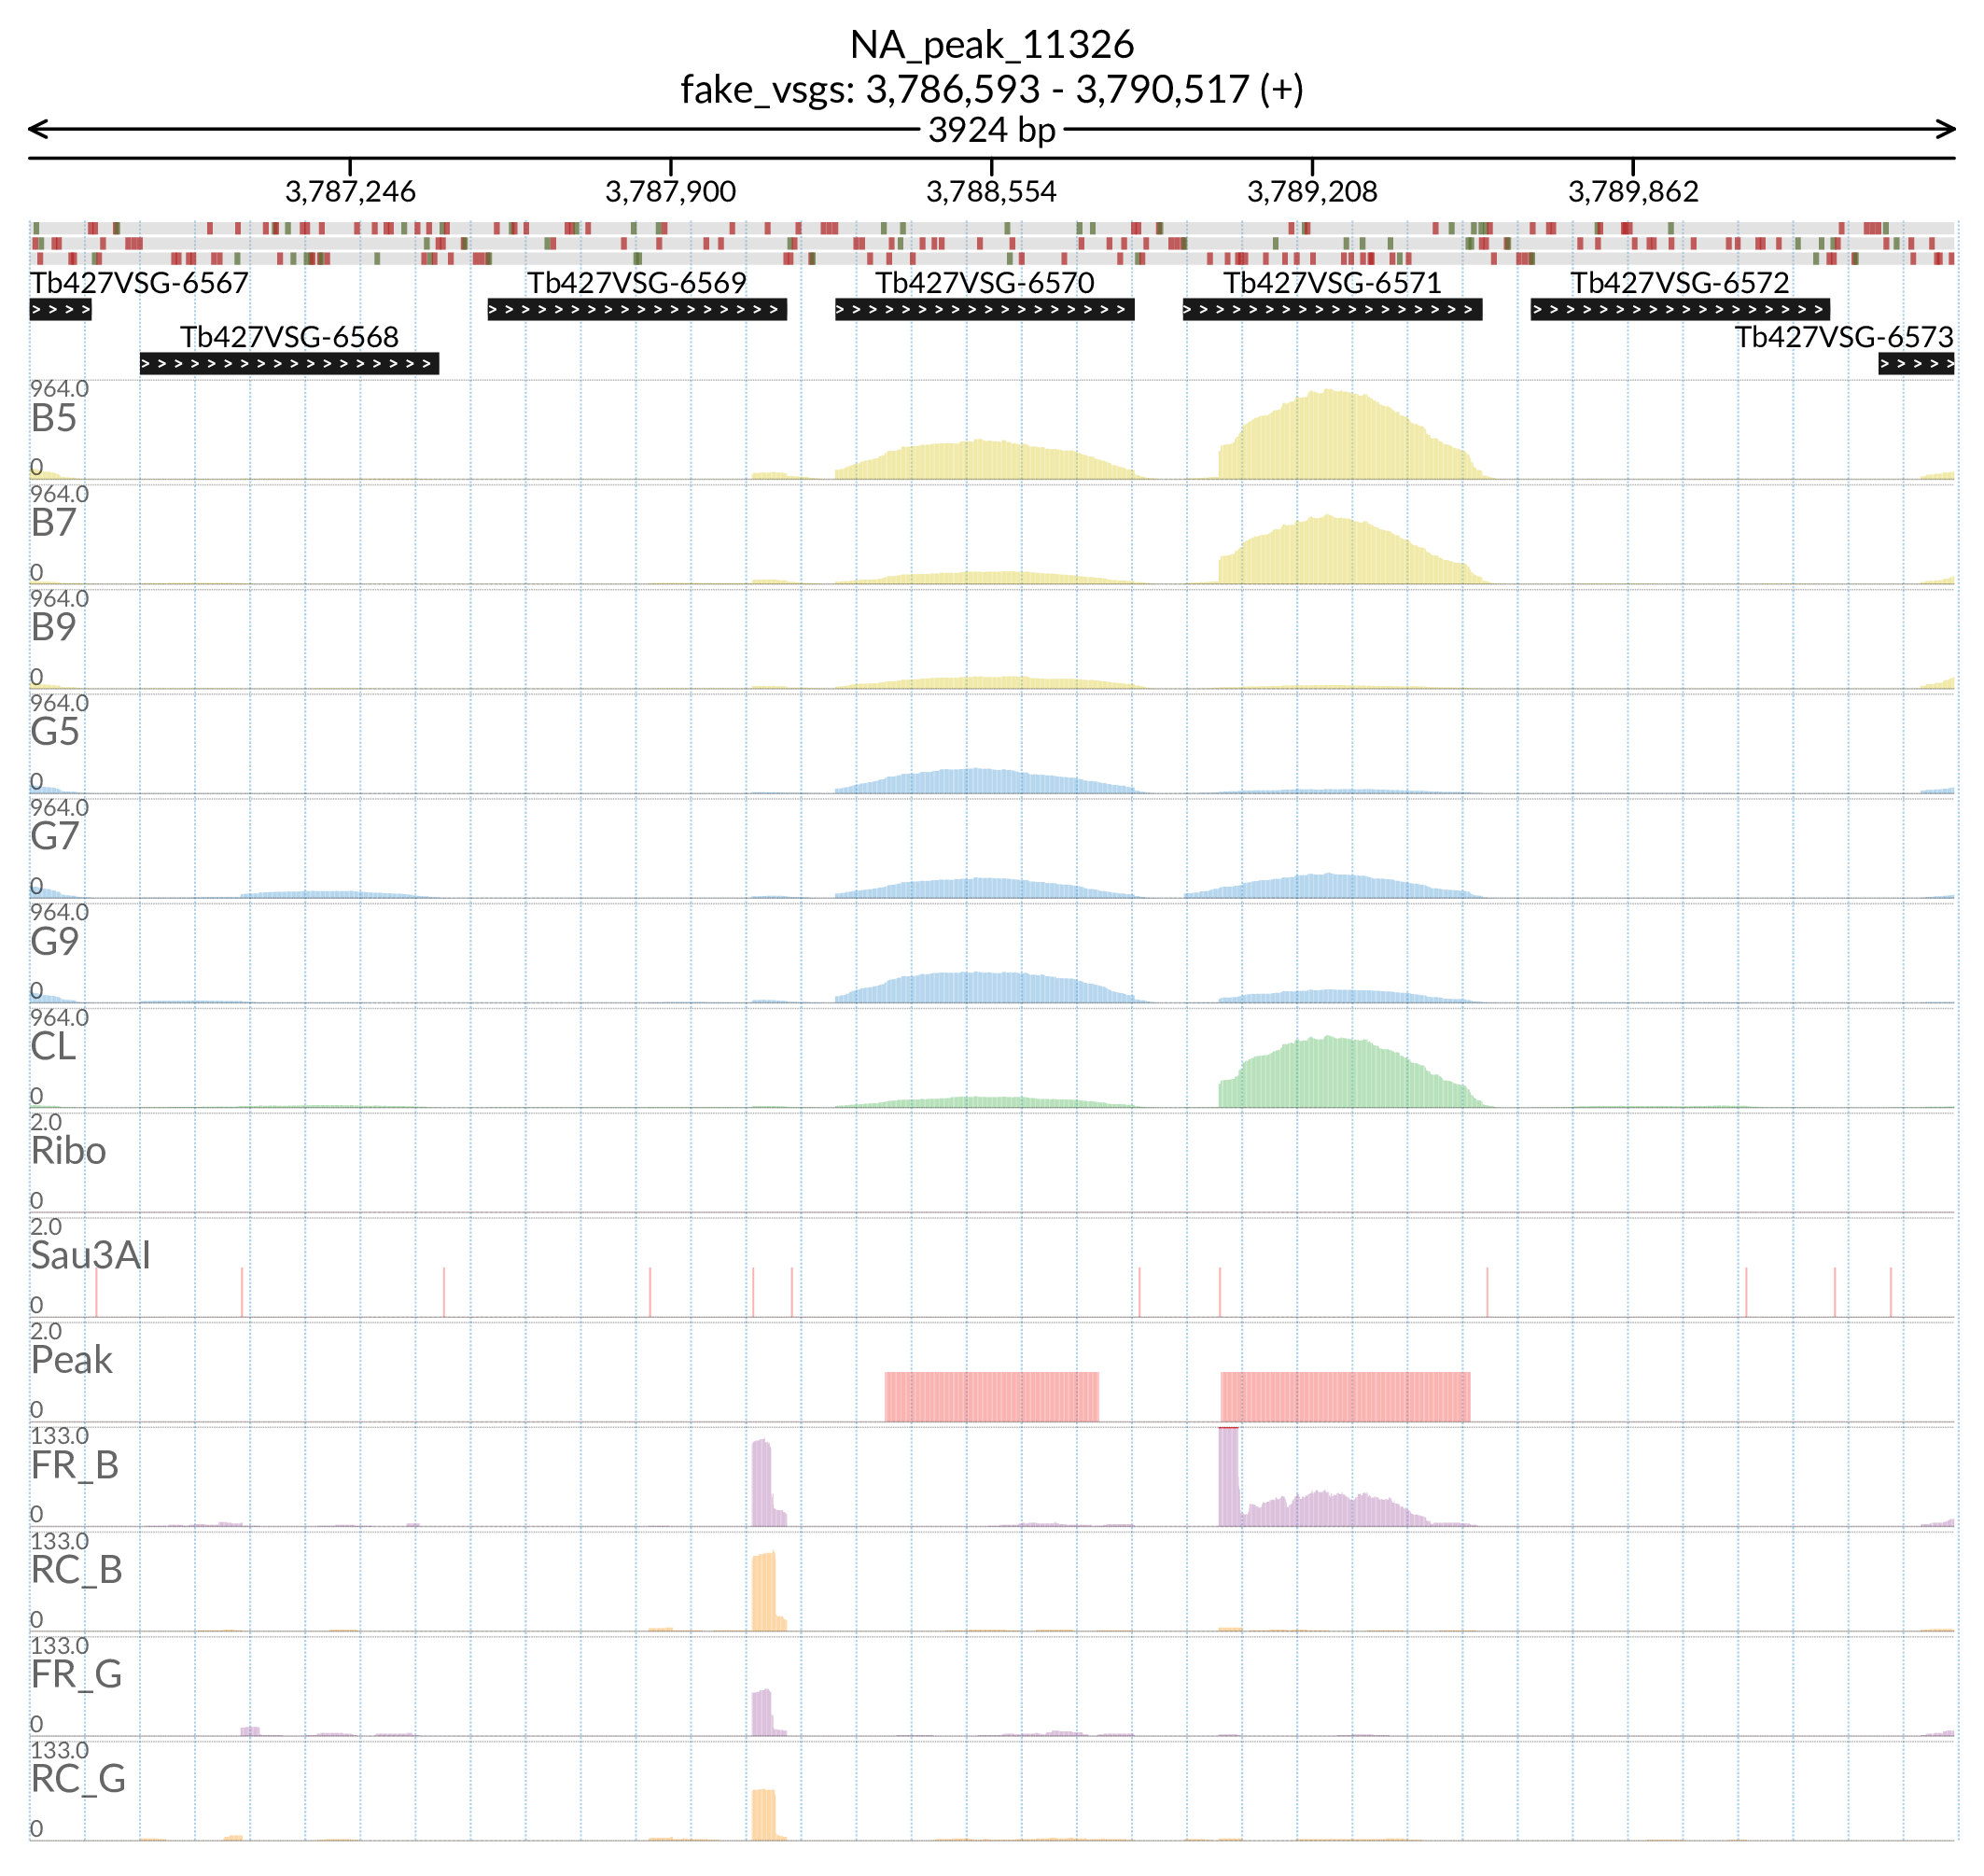 NA_peak_11326
fake_vsgs: 3,786,593 - 3,790,517 (+)
3924 bp
3,787,246 3,787,900 3,788,554 3,789,208 3,789,862
Tb427VSG-6567 Tb427VSG-6569 Tb427VSG-6570 Tb427VSG-6571 Tb427VSG-6572
Tb427VSG-6568 Tb427VSG-6573
964.0
B5
0
964.0
B7
0
964.0
B9
0
964.0
G5
0
964.0
G7
0
964.0
G9
0
964.0
CL
0
2.0
Ribo
0
2.0
Sau3AI
0
2.0
Peak
0
133.0
FR_B
0
133.0
RC_B
0
133.0
FR_G
0
133.0
RC_G
0